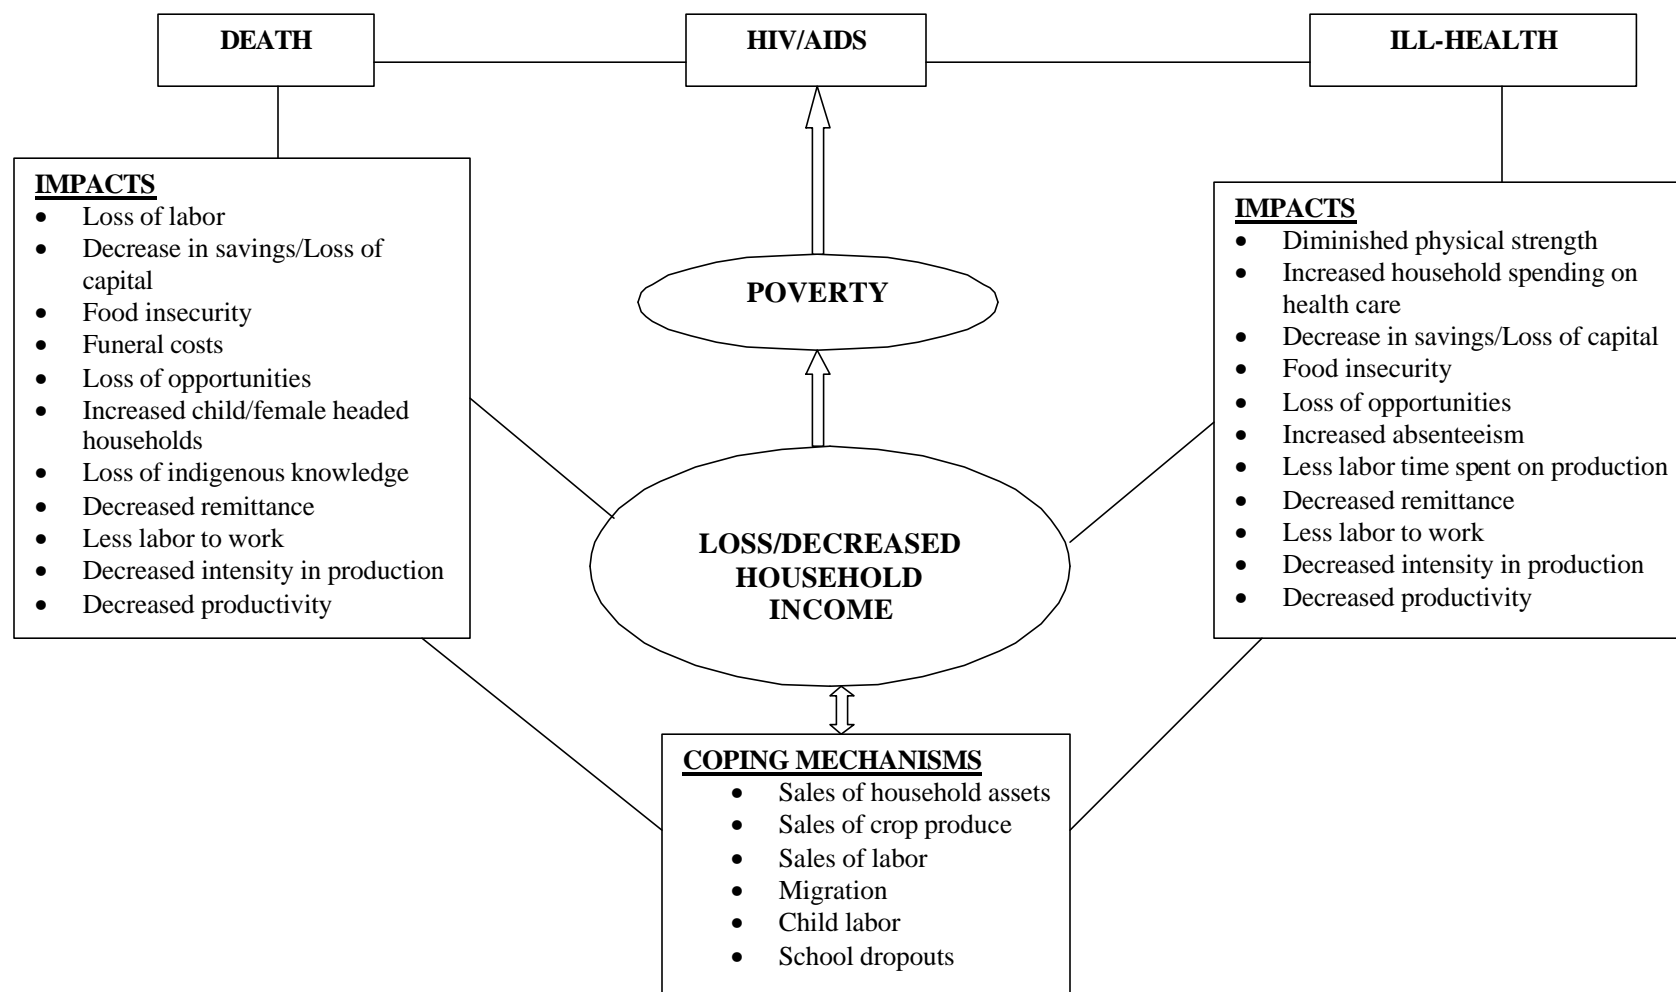 DEATH
HIV/AIDS
ILL-HEALTH
IMPACTS
• Loss of labor
• Decrease in savings/Loss of
capital
• Food insecurity
• Funeral costs
• Loss of opportunities
• Increased child/female headed
households
• Loss of indigenous knowledge
• Decreased remittance
• Less labor to work
• Decreased intensity in production
• Decreased productivity
POVERTY
LOSS/DECREASED
HOUSEHOLD
INCOME
IMPACTS
• Diminished physical strength
• Increased household spending on
health care
• Decrease in savings/Loss of capital
• Food insecurity
• Loss of opportunities
• Increased absenteeism
• Less labor time spent on production
• Decreased remittance
• Less labor to work
• Decreased intensity in production
• Decreased productivity
COPING MECHANISMS
• Sales of household assets
• Sales of crop produce
• Sales of labor
• Migration
• Child labor
• School dropouts